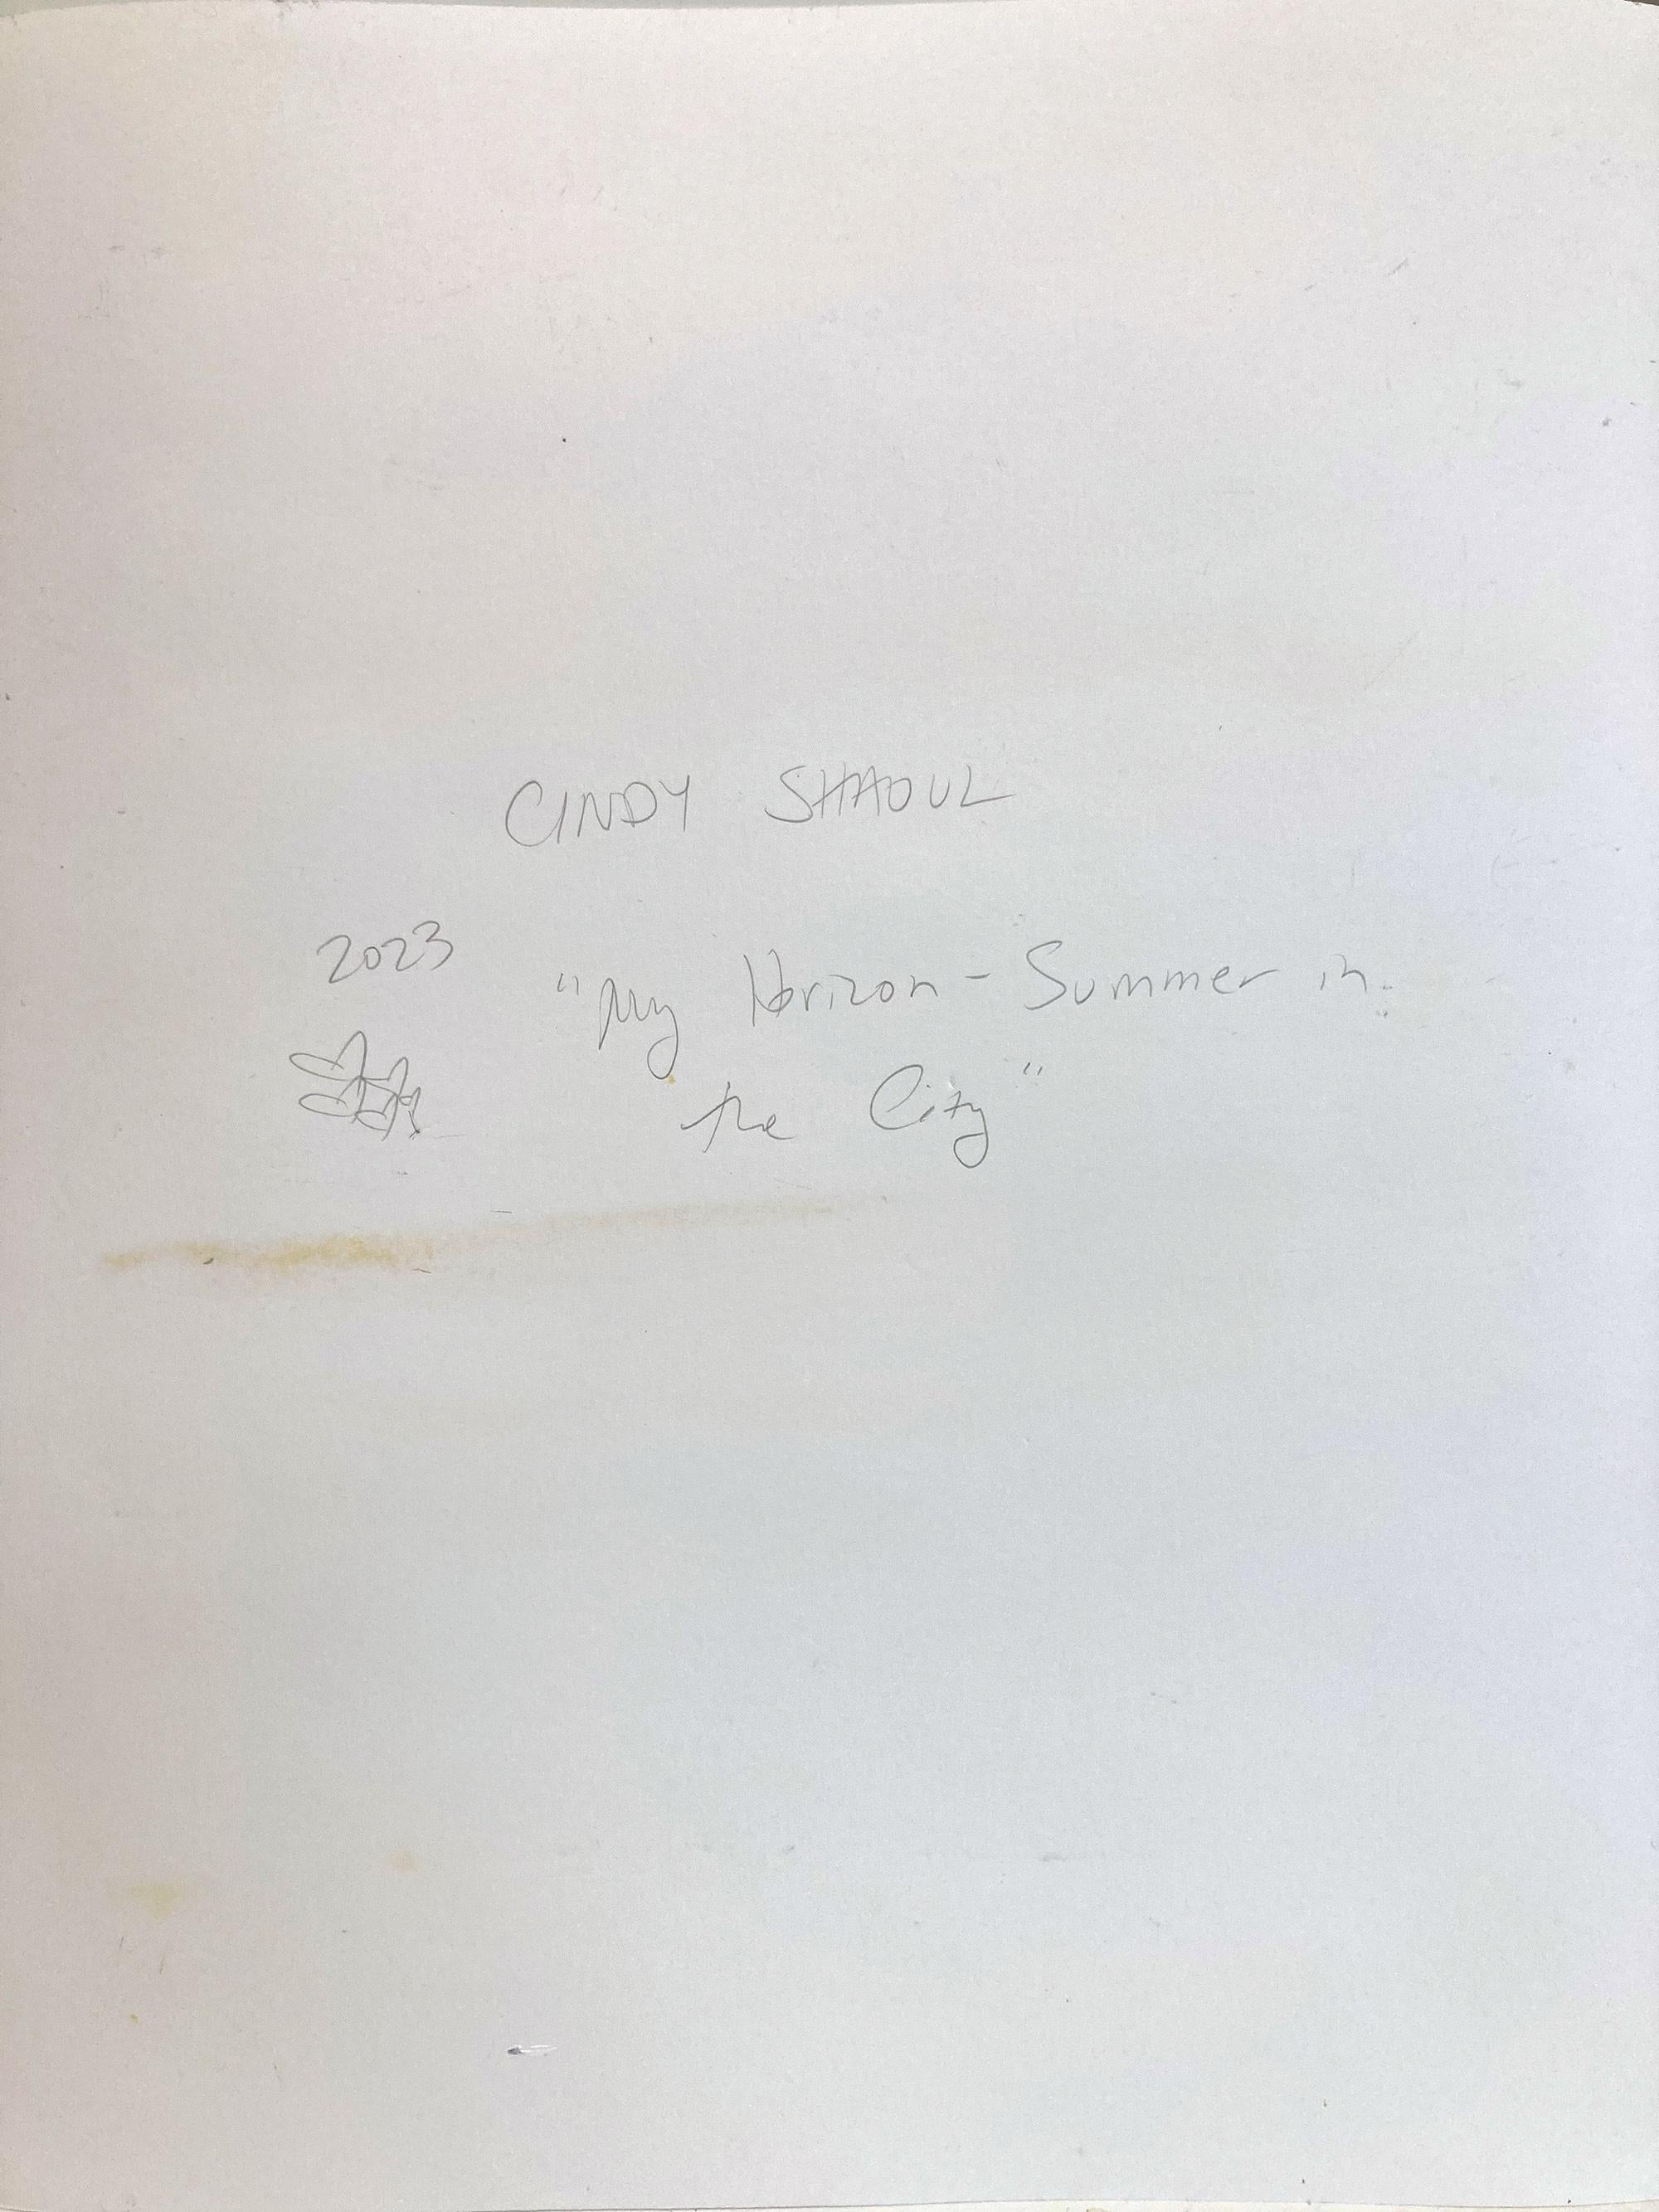 CINDY SHAOUL
2023
"My Horizon - Summer in
the City"